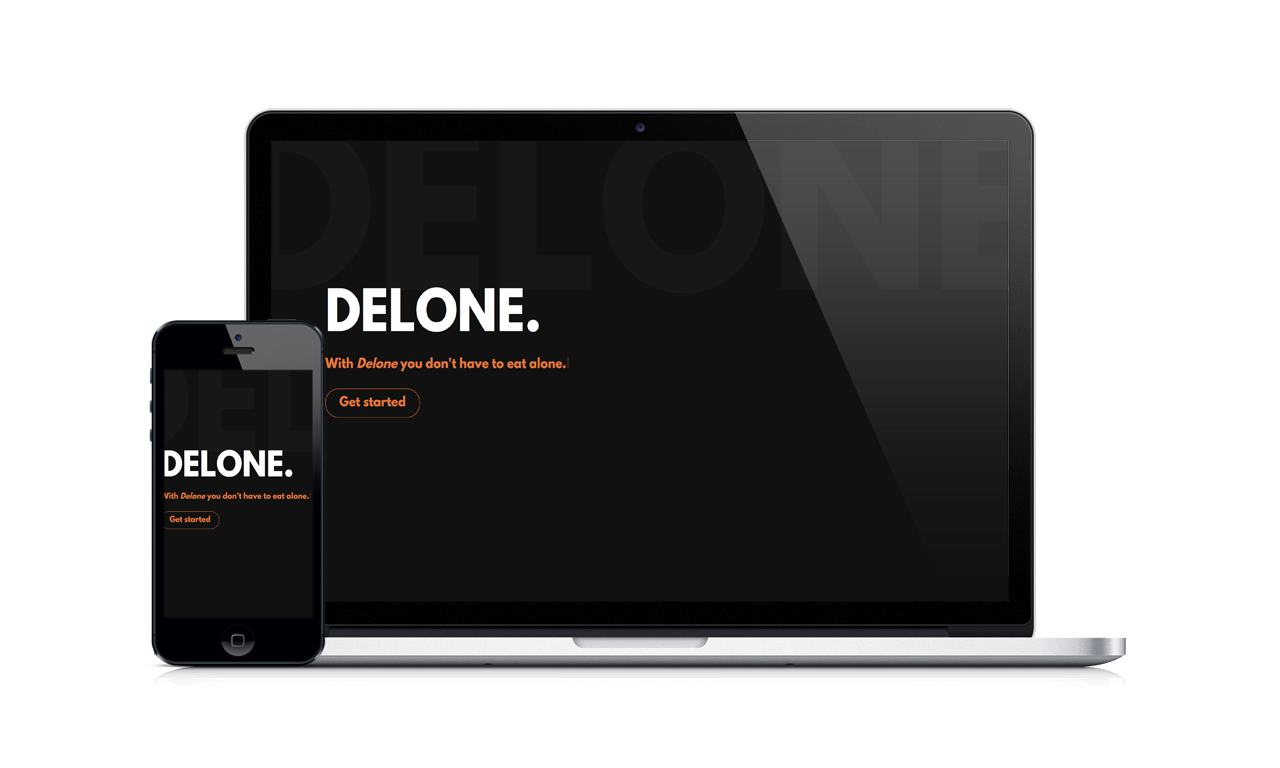 DELONE
DELONE.
With Delone you don't have to eat alone.
Get started
DEL
DELONE.
With Delone you don't have to eat alone.
Get started